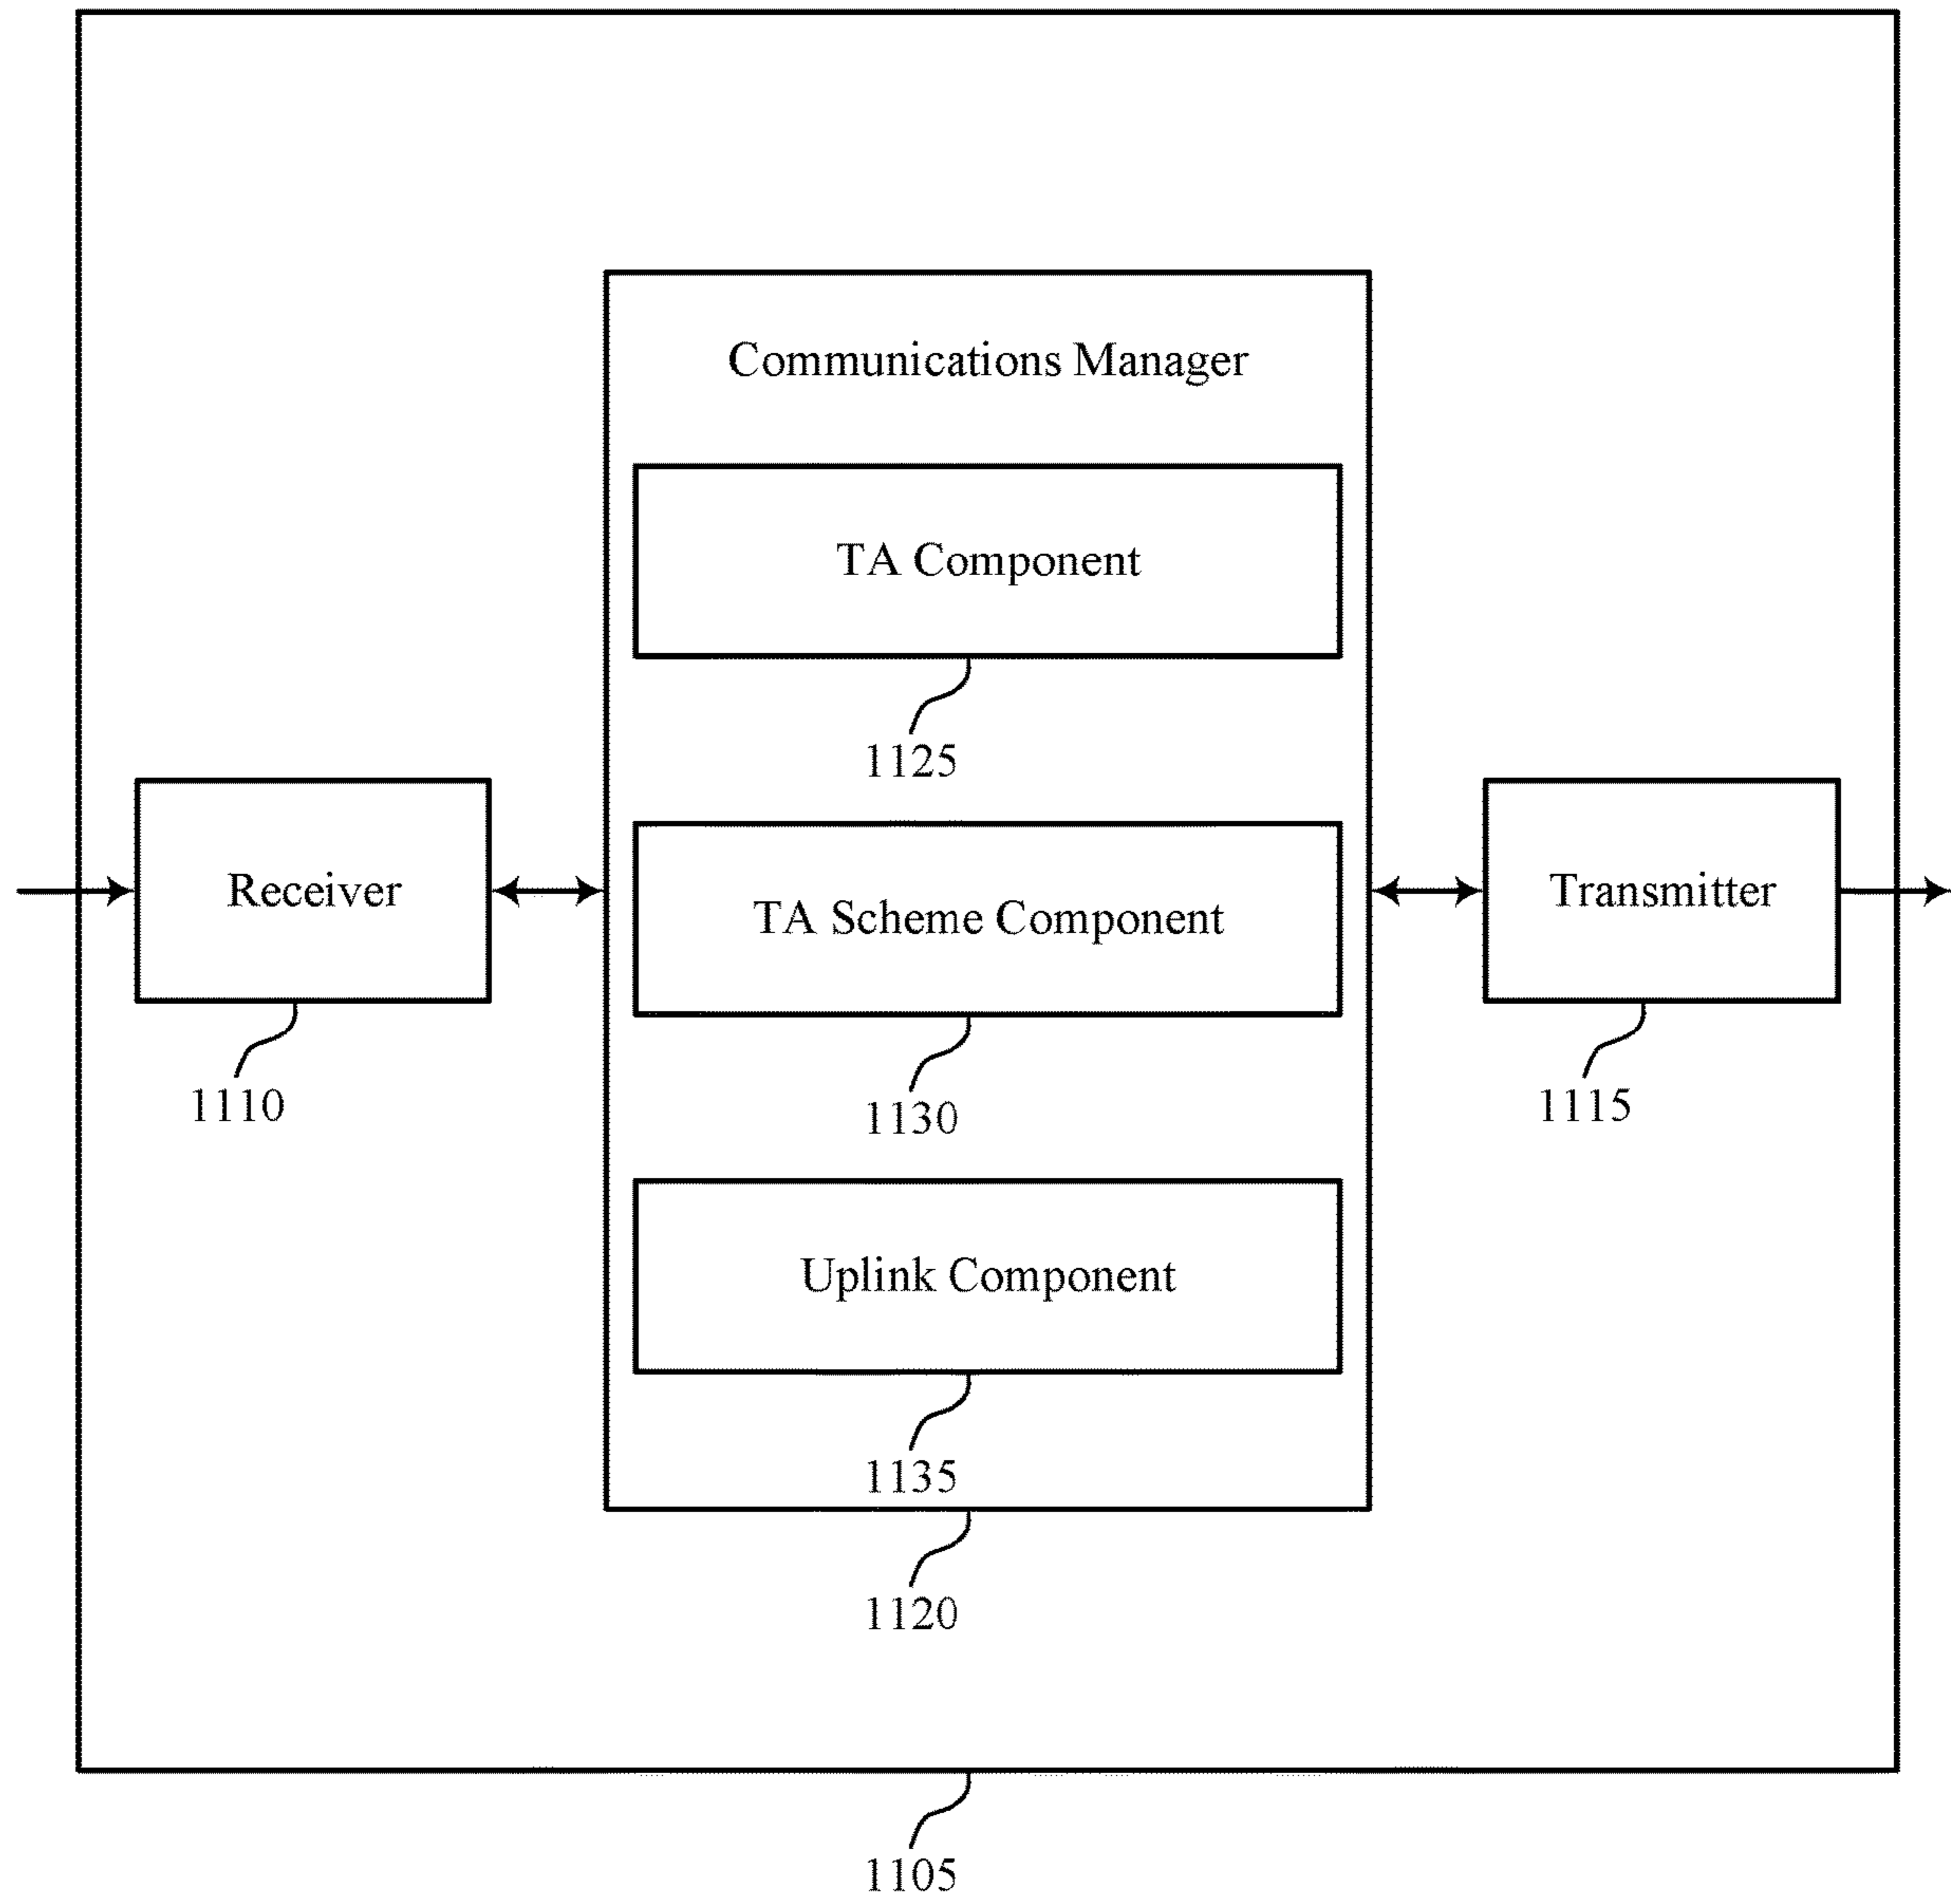 Communications Manager
TA Component
1125
Receiver
1110
TA Scheme Component
1130
Transmitter
1115
Uplink Component
1135
1120
1105